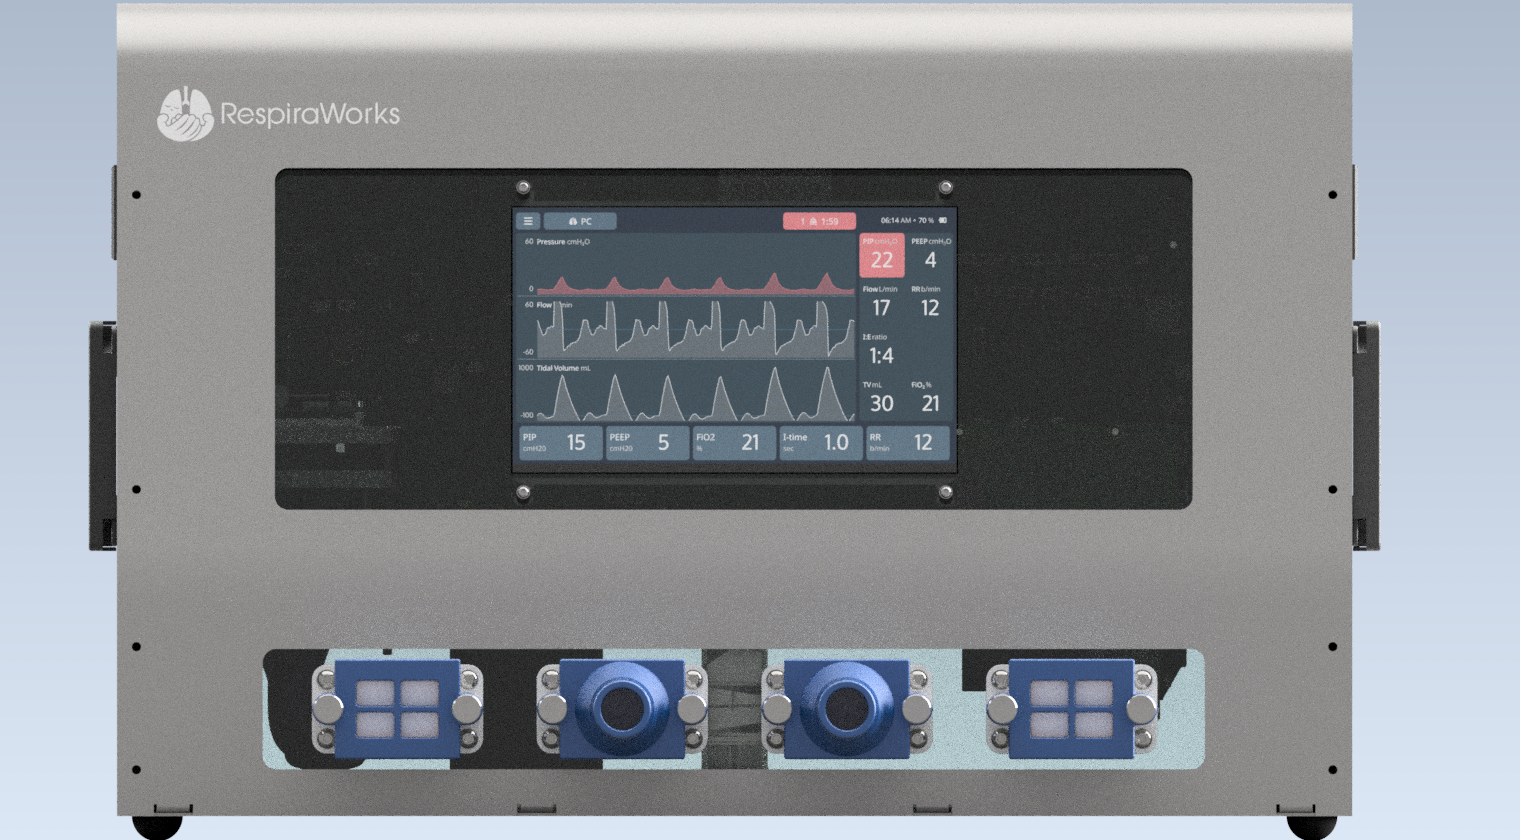 RespiraWorks
PC
1 1:59
06:14 AM • 70 %
60 Pressure cmH₂O
0
60 Flow
min
-60
1000 Tidal Volume mL
-100
PIP cmH₂O
22
PEEP cmH₂O
4
Flow L/min
17
RR b/min
12
I:E ratio
1:4
TV mL
30
FiO₂ %
21
PIP
cmH20
15
PEEP
cmH20
5
FiO2
%
21
I-time
sec
1.0
RR
b/min
12